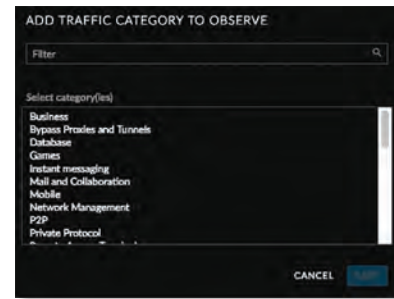 ADD TRAFFIC CATEGORY TO OBSERVE
Filter
Select category(ies)
Business
Bypass Proxies and Tunnels
Database
Games
Instant messaging
Mail and Collaboration
Mobile
Network Management
P2P
Private Protocol
CANCEL